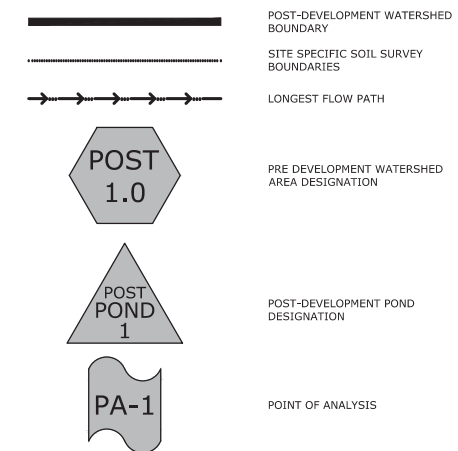 POST-DEVELOPMENT WATERSHED
BOUNDARY
SITE SPECIFIC SOIL SURVEY
BOUNDARIES
LONGEST FLOW PATH
POST
1.0
PRE DEVELOPMENT WATERSHED
AREA DESIGNATION
POST
POND
1
POST-DEVELOPMENT POND
DESIGNATION
PA-1
POINT OF ANALYSIS